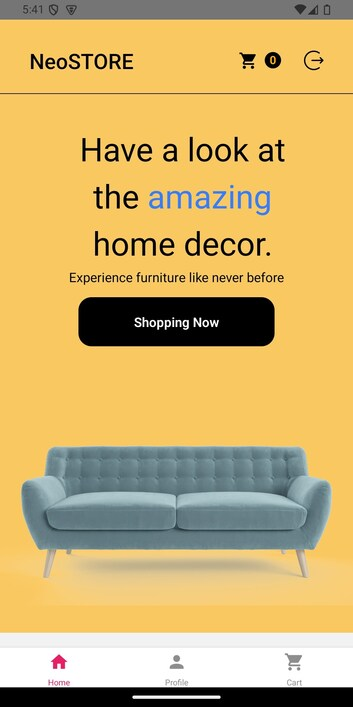 5:41
NeoSTORE
0
Have a look at
the amazing
home decor.
Experience furniture like never before
Shopping Now
Home
Profile
Cart